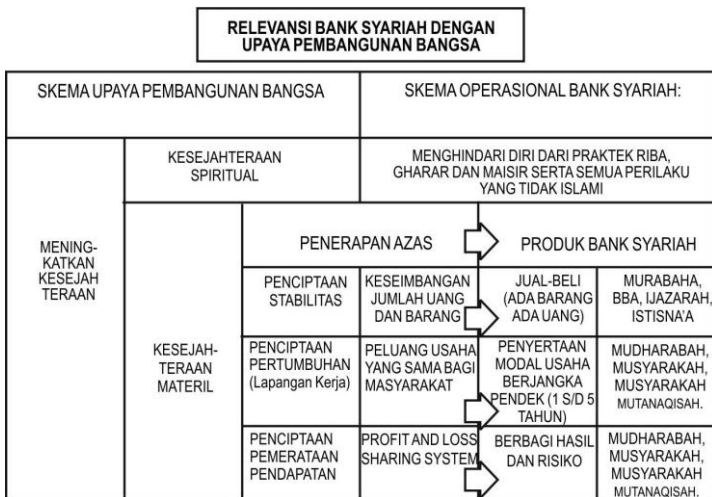 RELEVANSI BANK SYARIAH DENGAN
UPAYA PEMBANGUNAN BANGSA
SKEMA UPAYA PEMBANGUNAN BANGSA
SKEMA OPERASIONAL BANK SYARIAH:
MENING-
KATKAN
KESEJAH
TERAAN
KESEJAHTERAAN
SPIRITUAL
MENGHINDARI DIRI DARI PRAKTEK RIBA,
GHARAR DAN MAISIR SERTA SEMUA PERILAKU
YANG TIDAK ISLAMI
KESEJAH-
TERAAN
MATERIL
PENERAPAN AZAS
PRODUK BANK SYARIAH
PENCIPTAAN
STABILITAS
KESEIMBANGAN
JUMLAH UANG
DAN BARANG
JUAL-BELI
(ADA BARANG
ADA UANG)
MURABAHA,
BBA, IJAZARAH,
ISTISNA'A
PENCIPTAAN
PERTUMBUHAN
(Lapangan Kerja)
PELUANG USAHA
YANG SAMA BAGI
MASYARAKAT
PENYERTAAN
MODAL USAHA
BERJANGKA
PENDEK (1 S/D 5
TAHUN)
MUDHARABAH,
MUSYARAKAH,
MUSYARAKAH
MUTANAQISAH.
PENCIPTAAN
PEMERATAAN
PENDAPATAN
PROFIT AND LOSS
SHARING SYSTEM
BERBAGI HASIL
DAN RISIKO
MUDHARABAH,
MUSYARAKAH,
MUSYARAKAH
MUTANAQISAH.